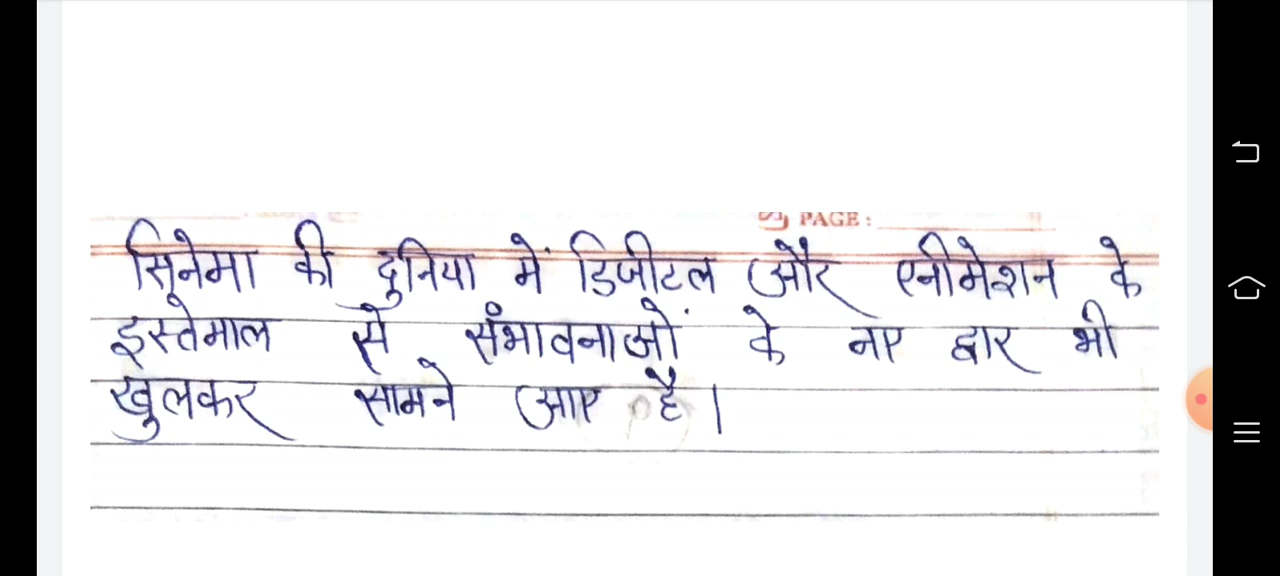 PAGE :
सिनेमा की दुनिया में डिजीटल और एनीमेशन के
इस्तेमाल से संभावनाओं के नए द्वार भी
खुलकर सामने आए है।